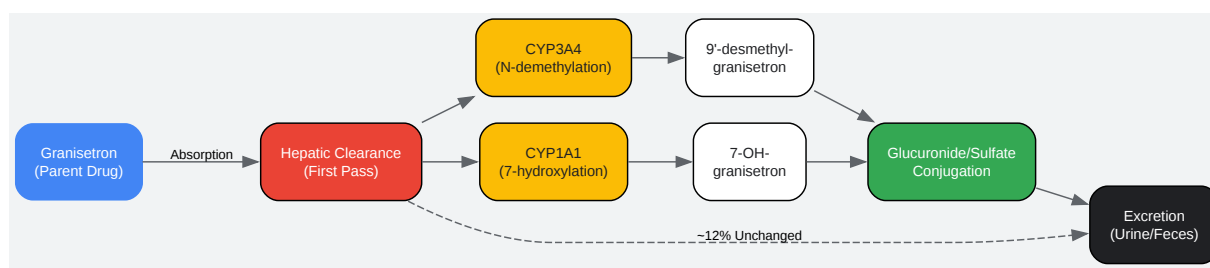 Granisetron
(Parent Drug)
Absorption
Hepatic Clearance
(First Pass)
CYP3A4
(N-demethylation)
9'-desmethyl-
granisetron
CYP1A1
(7-hydroxylation)
7-OH-
granisetron
Glucuronide/Sulfate
Conjugation
~12% Unchanged
Excretion
(Urine/Feces)